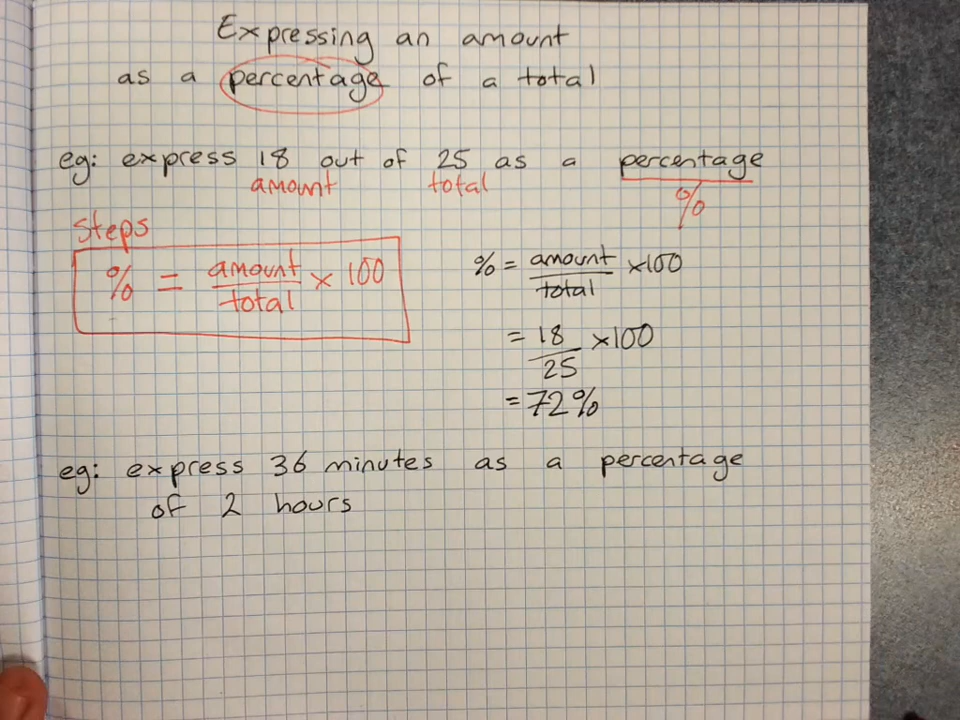 Expressing an amount
as a percentage of a total
eg: express 18 out of 25 as a percentage
amount total %
Steps
% = amount/total × 100
% = amount/total ×100
= 18/25 ×100
= 72%
eg: express 36 minutes as a percentage
of 2 hours